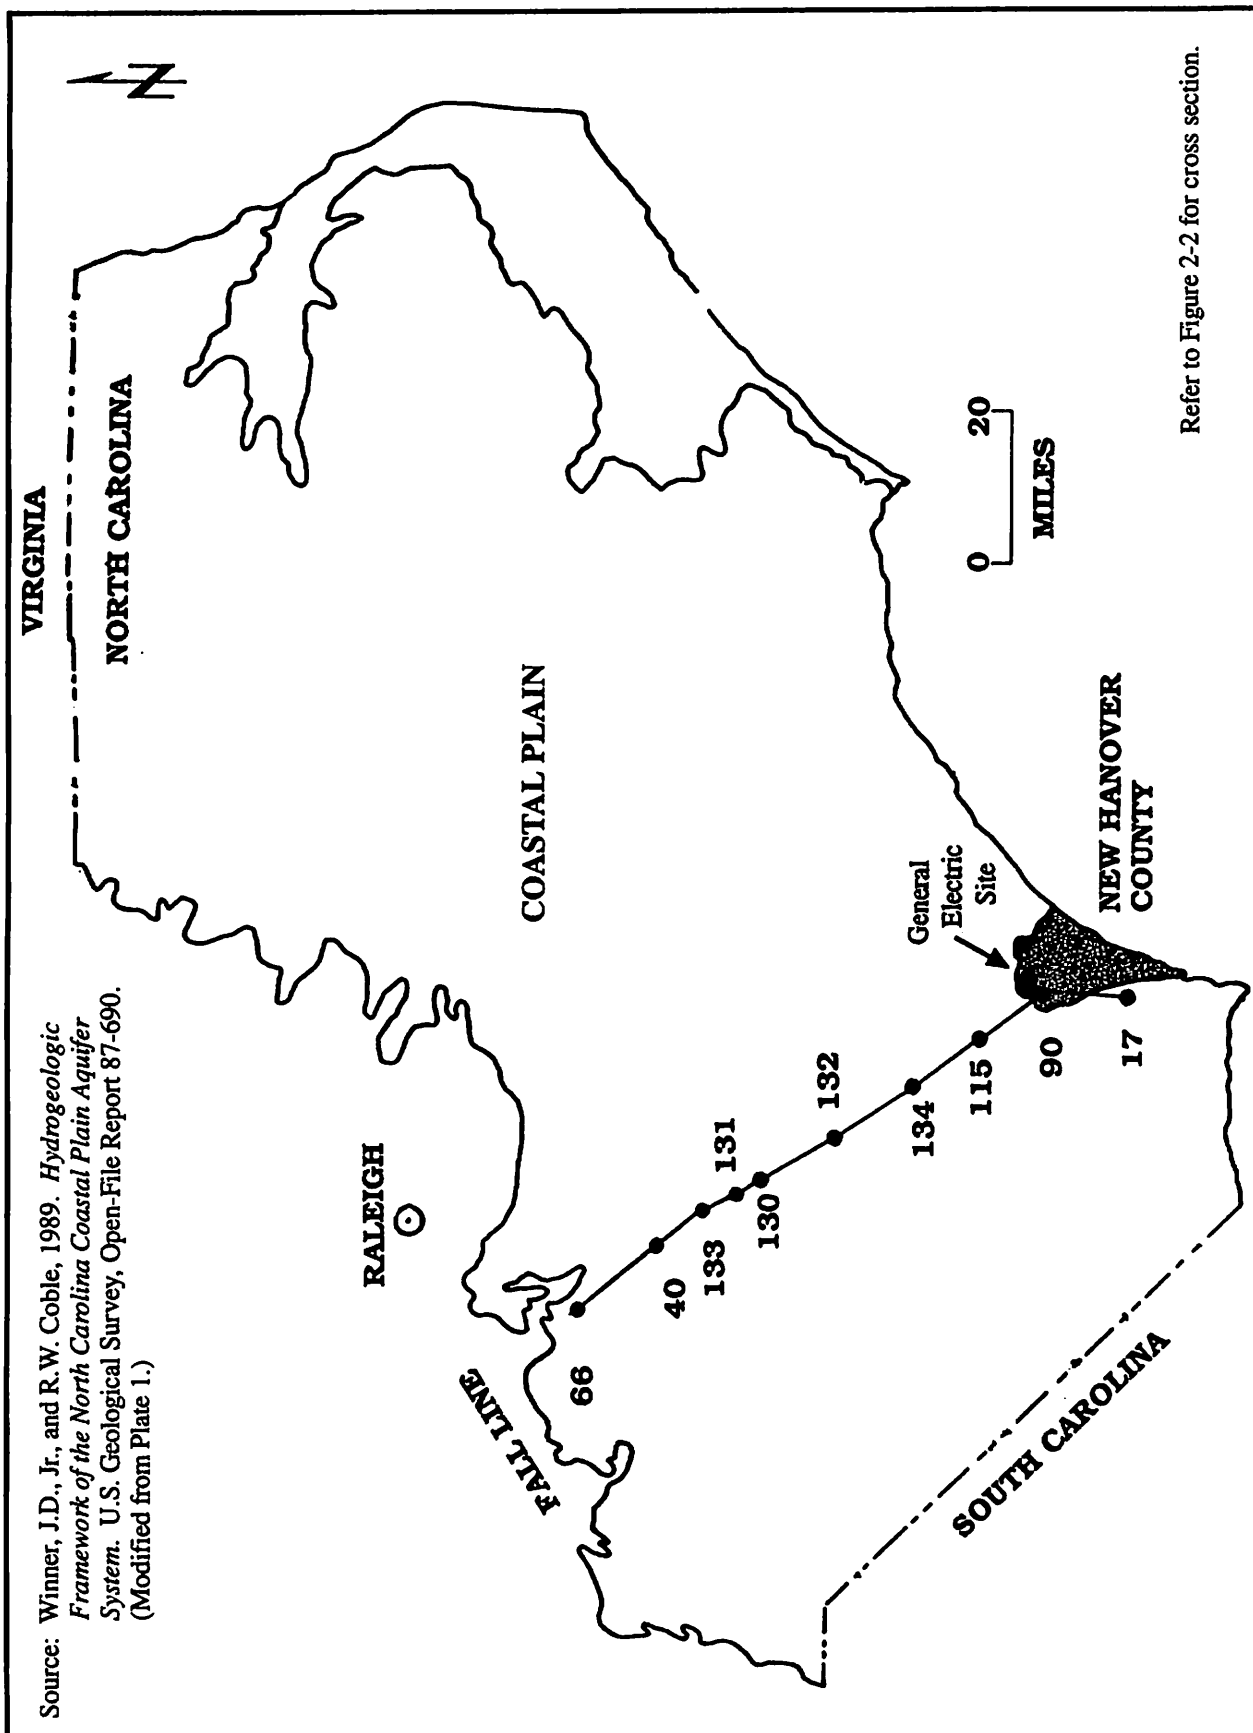 Source: Winner, J.D., Jr., and R.W. Coble, 1989. Hydrogeologic
Framework of the North Carolina Coastal Plain Aquifer
System. U.S. Geological Survey, Open-File Report 87-690.
(Modified from Plate 1.)
VIRGINIA
NORTH CAROLINA
N
RALEIGH
FALL LINE
COASTAL PLAIN
66
40
133
131
130
132
134
115
90
17
General
Electric
Site
NEW HANOVER
COUNTY
SOUTH CAROLINA
0 20
MILES
Refer to Figure 2-2 for cross section.